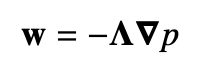 𝐰 = −𝚲𝛁𝑝